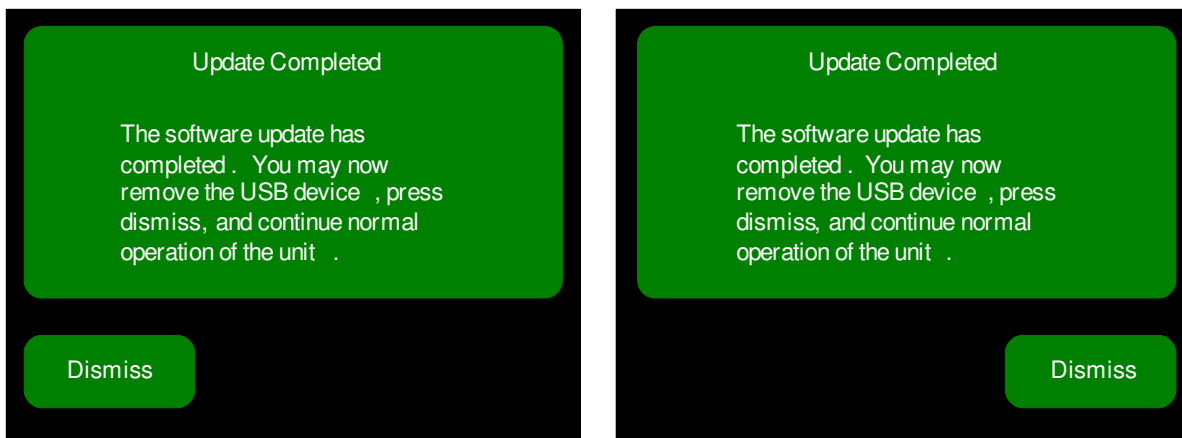 Update Completed
The software update has
completed . You may now
remove the USB device , press
dismiss, and continue normal
operation of the unit .
Dismiss
Update Completed
The software update has
completed . You may now
remove the USB device , press
dismiss, and continue normal
operation of the unit .
Dismiss